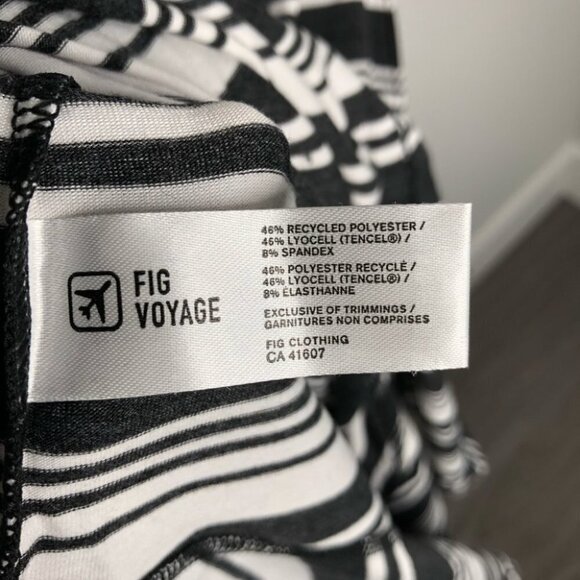 FIG
VOYAGE
46% RECYCLED POLYESTER /
46% LYOCELL (TENCEL®) /
8% SPANDEX
46% POLYESTER RECYCLÉ /
46% LYOCELL (TENCEL®) /
8% ÉLASTHANNE
EXCLUSIVE OF TRIMMINGS /
GARNITURES NON COMPRISES
FIG CLOTHING
CA 41607